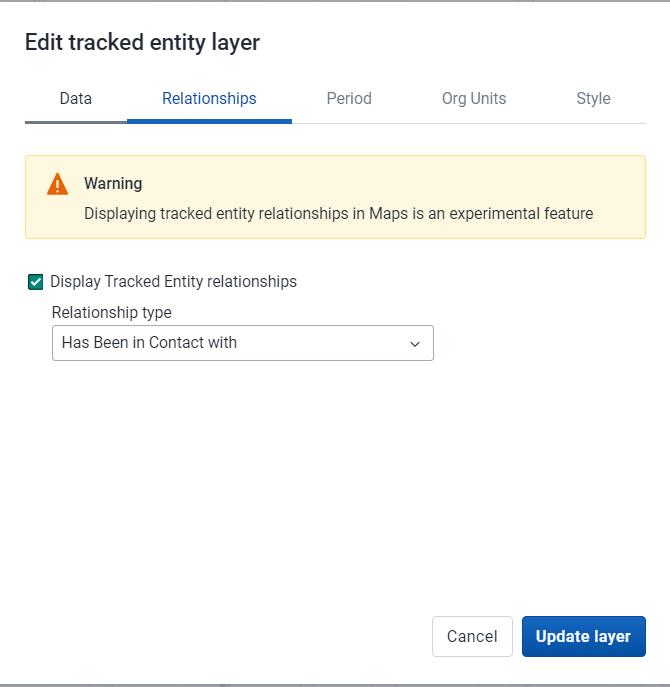 Edit tracked entity layer
Data Relationships Period Org Units Style
Warning
Displaying tracked entity relationships in Maps is an experimental feature
Display Tracked Entity relationships
Relationship type
Has Been in Contact with
Cancel Update layer